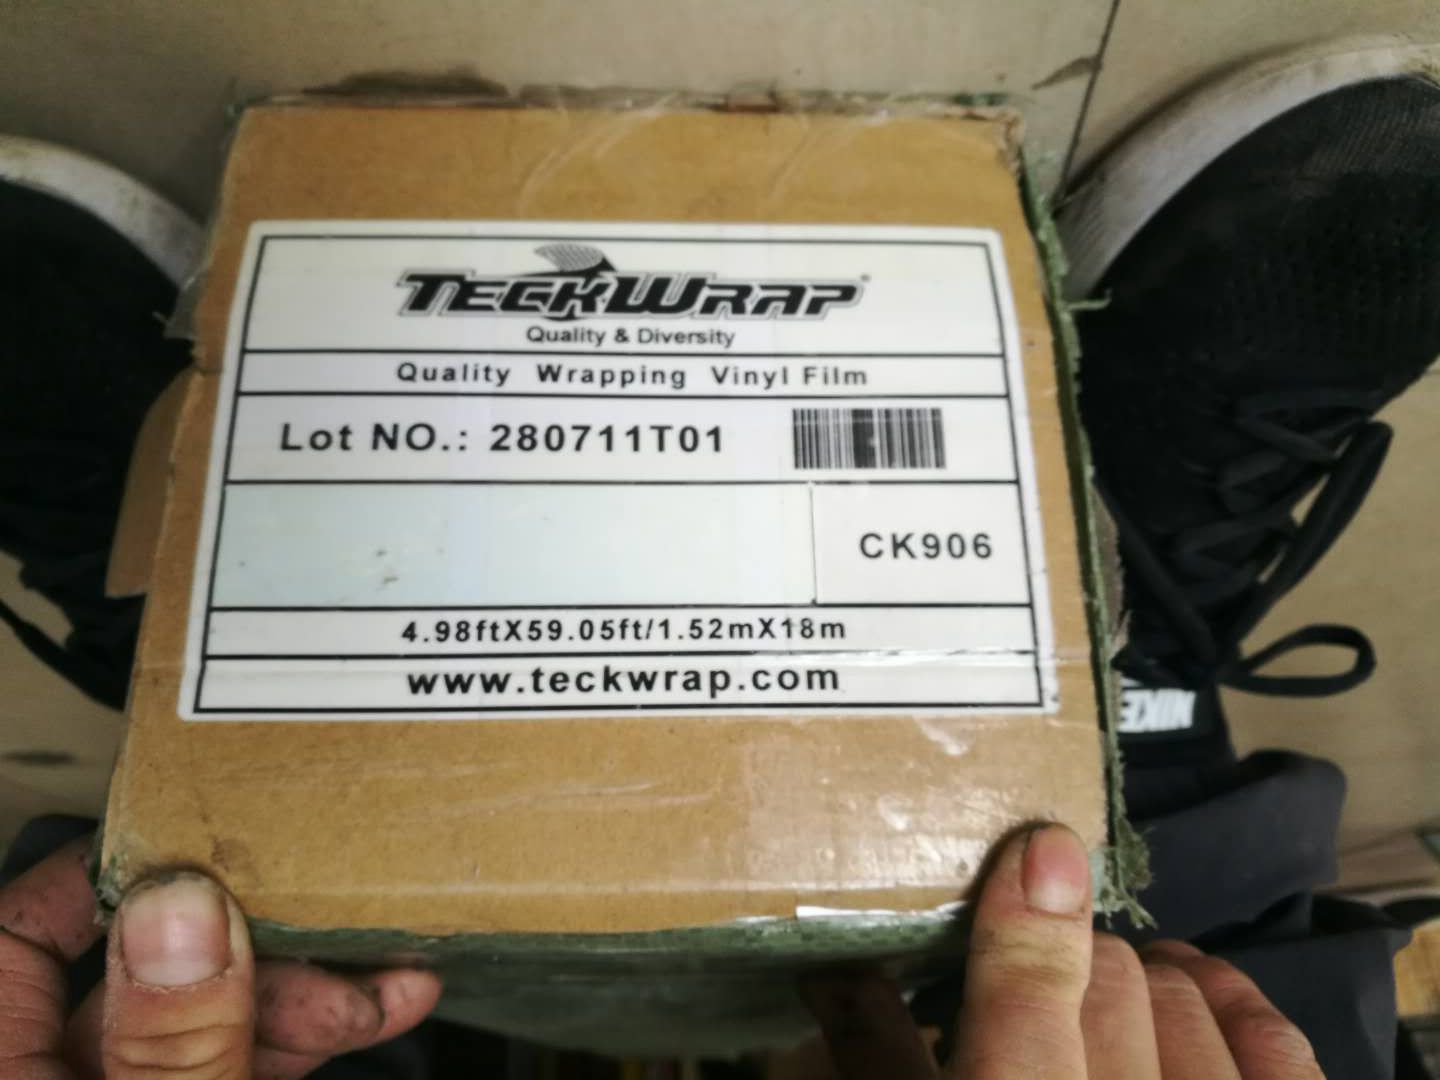 TECKWRAP®
Quality & Diversity
Quality Wrapping Vinyl Film
Lot NO.: 280711T01
CK906
4.98ftX59.05ft/1.52mX18m
www.teckwrap.com
NIKE